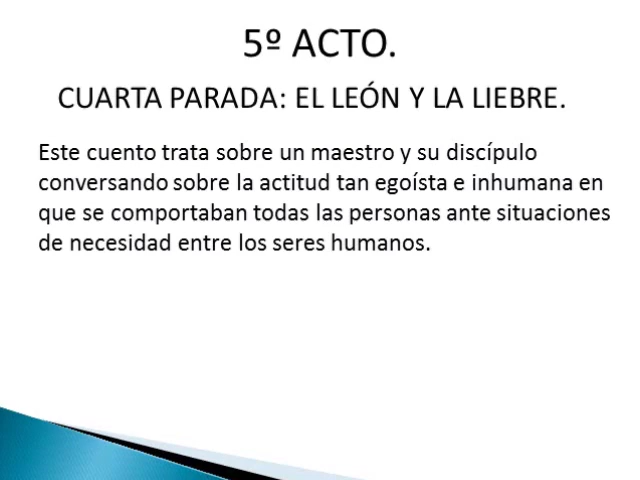 5º ACTO.
CUARTA PARADA: EL LEÓN Y LA LIEBRE.
Este cuento trata sobre un maestro y su discípulo
conversando sobre la actitud tan egoísta e inhumana en
que se comportaban todas las personas ante situaciones
de necesidad entre los seres humanos.